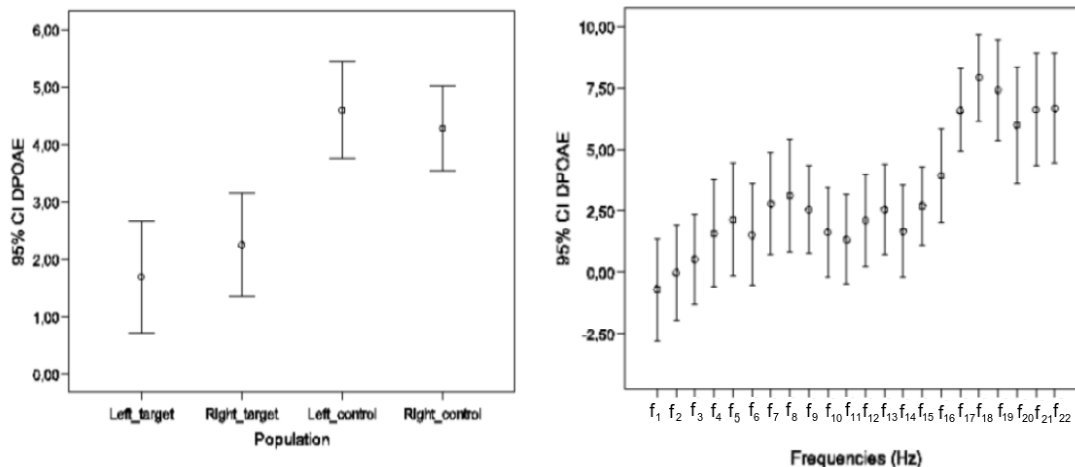 95% CI DPOAE
6,00
5,00
4,00
3,00
2,00
1,00
0,00
Left_target Right_target Left_control Right_control
Population
95% CI DPOAE
10,00
7,50
5,00
2,50
0,00
-2,50
f1 f2 f3 f4 f5 f6 f7 f8 f9 f10 f11 f12 f13 f14 f15 f16 f17 f18 f19 f20 f21 f22
Frequencies (Hz)